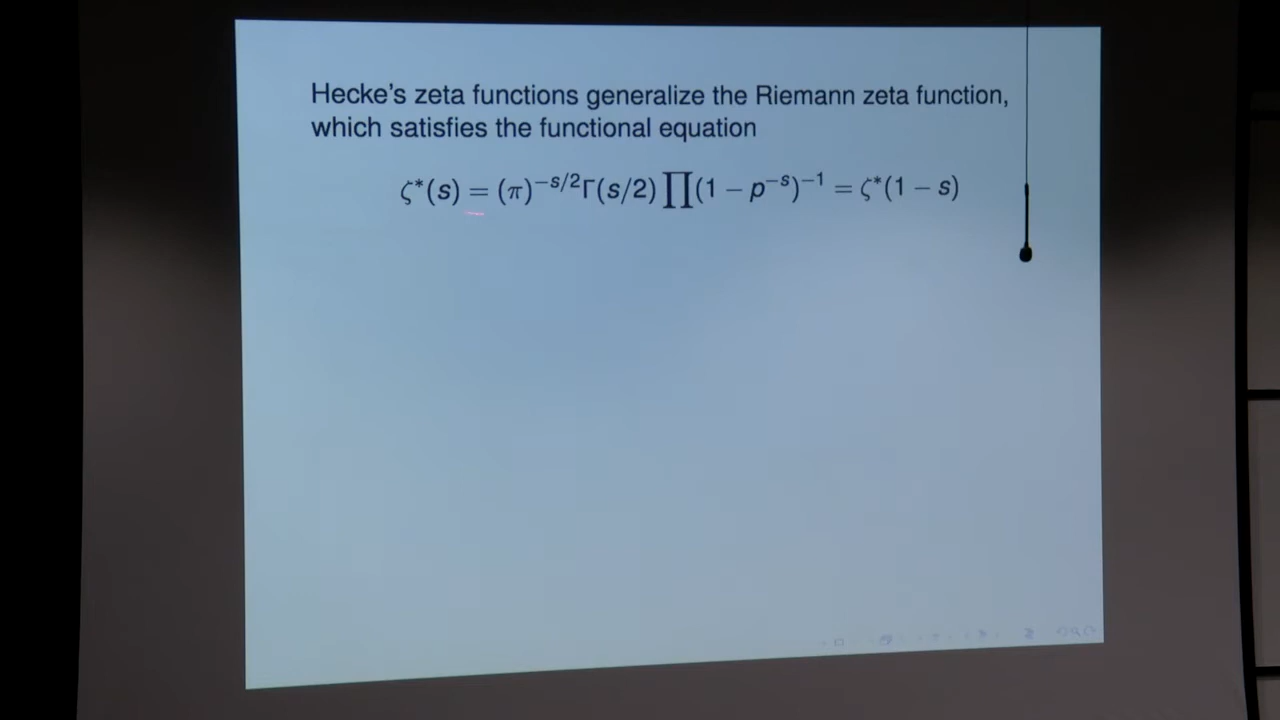 Hecke's zeta functions generalize the Riemann zeta function,
which satisfies the functional equation
ζ*(s) = (π)^{−s/2}Γ(s/2)∏(1 − p^{−s})^{−1} = ζ*(1 − s)